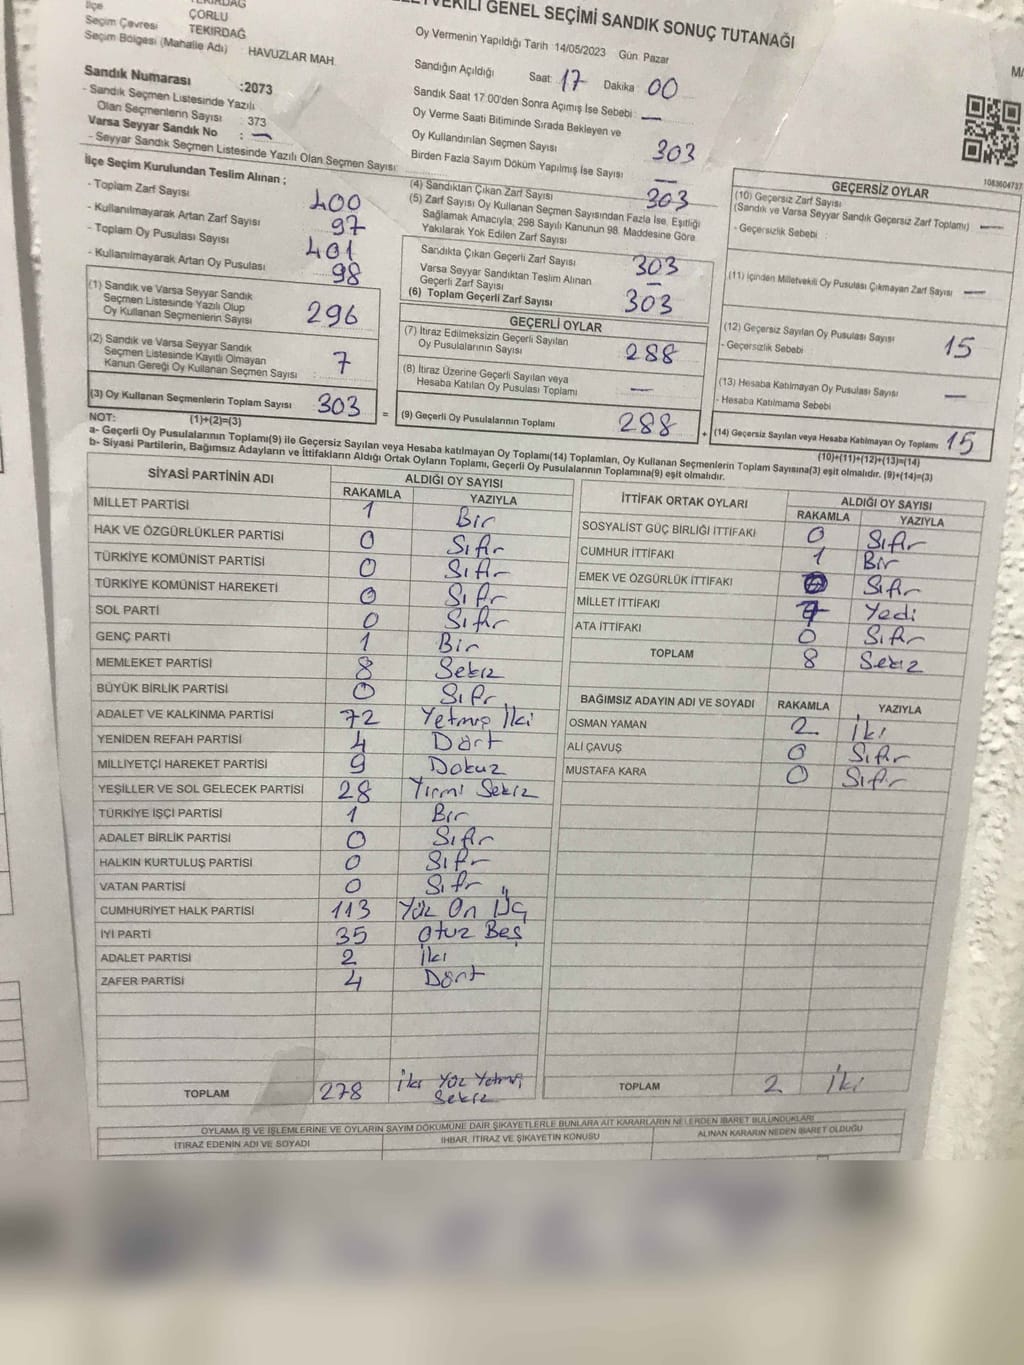 TEKİRDAĞ
İlçe ÇORLU
Seçim Çevresi TEKİRDAĞ
Seçim Bölgesi (Mahalle Adı) : HAVUZLAR MAH.
GENEL SEÇİMİ SANDIK SONUÇ TUTANAĞI
Oy Vermenin Yapıldığı Tarih 14/05/2023 Gün Pazar
Sandığın Açıldığı Saat: 17 Dakika 00
Sandık Saat 17:00'den Sonra Açımış İse Sebebi : —
Oy Verme Saati Bitiminde Sırada Bekleyen ve
Oy Kullandırılan Seçmen Sayısı 303
Birden Fazla Sayım Döküm Yapılmış İse Sayısı —
Sandık Numarası :2073
- Sandık Seçmen Listesinde Yazılı
Olan Seçmenlerin Sayısı : 373
Varsa Seyyar Sandık No : —
- Seyyar Sandık Seçmen Listesinde Yazılı Olan Seçmen Sayısı:
İlçe Seçim Kurulundan Teslim Alınan ;
- Toplam Zarf Sayısı 400
- Kullanılmayarak Artan Zarf Sayısı 97
- Toplam Oy Pusulası Sayısı 401
- Kullanılmayarak Artan Oy Pusulası 98
(1) Sandık ve Varsa Seyyar Sandık
Seçmen Listesinde Yazılı Olup
Oy Kullanan Seçmenlerin Sayısı 296
(2) Sandık ve Varsa Seyyar Sandık
Seçmen Listesinde Kayıtlı Olmayan
Kanun Gereği Oy Kullanan Seçmen Sayısı 7
(3) Oy Kullanan Seçmenlerin Toplam Sayısı 303
(1)+(2)=(3)
(4) Sandıktan Çıkan Zarf Sayısı 303
(5) Zarf Sayısı Oy Kullanan Seçmen Sayısından Fazla İse, Eşitliği
Sağlamak Amacıyla; 298 Sayılı Kanunun 98. Maddesine Göre
Yakılarak Yok Edilen Zarf Sayısı
Sandıkta Çıkan Geçerli Zarf Sayısı 303
Varsa Seyyar Sandıktan Teslim Alınan
Geçerli Zarf Sayısı —
(6) Toplam Geçerli Zarf Sayısı 303
GEÇERLİ OYLAR
(7) İtiraz Edilmeksizin Geçerli Sayılan
Oy Pusulalarının Sayısı 288
(8) İtiraz Üzerine Geçerli Sayılan veya
Hesaba Katılan Oy Pusulası Toplamı —
= (9) Geçerli Oy Pusulalarının Toplamı 288 +
1083604737
GEÇERSİZ OYLAR
(10) Geçersiz Zarf Sayısı
(Sandık ve Varsa Seyyar Sandık Geçersiz Zarf Toplamı) —
- Geçersizlik Sebebi :
(11) İçinden Milletvekili Oy Pusulası Çıkmayan Zarf Sayısı —
(12) Geçersiz Sayılan Oy Pusulası Sayısı 15
- Geçersizlik Sebebi
(13) Hesaba Katılmayan Oy Pusulası Sayısı —
- Hesaba Katılmama Sebebi
(14) Geçersiz Sayılan veya Hesaba Katılmayan Oy Toplamı 15
(10)+(11)+(12)+(13)=(14)
NOT:
a- Geçerli Oy Pusulalarının Toplamı(9) ile Geçersiz Sayılan veya Hesaba katılmayan Oy Toplamı(14) Toplamları, Oy Kullanan Seçmenlerin Toplam Sayısına(3) eşit olmalıdır. (9)+(14)=(3)
b- Siyasi Partilerin, Bağımsız Adayların ve İttifakların Aldığı Ortak Oyların Toplamı, Geçerli Oy Pusulalarının Toplamına(9) eşit olmalıdır.
SİYASİ PARTİNİN ADI ALDIĞI OY SAYISI
RAKAMLA YAZIYLA
MİLLET PARTİSİ 1 Bir
HAK VE ÖZGÜRLÜKLER PARTİSİ 0 Sıfır
TÜRKİYE KOMÜNİST PARTİSİ 0 Sıfır
TÜRKİYE KOMÜNİST HAREKETİ 0 Sıfır
SOL PARTİ 0 Sıfır
GENÇ PARTİ 1 Bir
MEMLEKET PARTİSİ 8 Sekiz
BÜYÜK BİRLİK PARTİSİ 0 Sıfır
ADALET VE KALKINMA PARTİSİ 72 Yetmiş İki
YENİDEN REFAH PARTİSİ 4 Dört
MİLLİYETÇİ HAREKET PARTİSİ 9 Dokuz
YEŞİLLER VE SOL GELECEK PARTİSİ 28 Yirmi Sekiz
TÜRKİYE İŞÇİ PARTİSİ 1 Bir
ADALET BİRLİK PARTİSİ 0 Sıfır
HALKIN KURTULUŞ PARTİSİ 0 Sıfır
VATAN PARTİSİ 0 Sıfır
CUMHURİYET HALK PARTİSİ 113 Yüz On Üç
İYİ PARTİ 35 Otuz Beş
ADALET PARTİSİ 2 İki
ZAFER PARTİSİ 4 Dört
TOPLAM 278 İki Yüz Yetmiş
Sekiz
İTTİFAK ORTAK OYLARI ALDIĞI OY SAYISI
RAKAMLA YAZIYLA
SOSYALİST GÜÇ BİRLİĞİ İTTİFAKI 0 Sıfır
CUMHUR İTTİFAKI 1 Bir
EMEK VE ÖZGÜRLÜK İTTİFAKI 0 Sıfır
MİLLET İTTİFAKI 7 Yedi
ATA İTTİFAKI 0 Sıfır
TOPLAM 8 Sekiz
BAĞIMSIZ ADAYIN ADI VE SOYADI RAKAMLA YAZIYLA
OSMAN YAMAN 2 İki
ALİ ÇAVUŞ 0 Sıfır
MUSTAFA KARA 0 Sıfır
TOPLAM 2 İki
OYLAMA İŞ VE İŞLEMLERİNE VE OYLARIN SAYIM DÖKÜMÜNE DAİR ŞİKAYETLERLE BUNLARA AİT KARARLARIN NELERDEN İBARET BULUNDUKLARI
İTİRAZ EDENİN ADI VE SOYADI İHBAR, İTİRAZ VE ŞİKAYETİN KONUSU ALINAN KARARIN NEDEN İBARET OLDUĞU